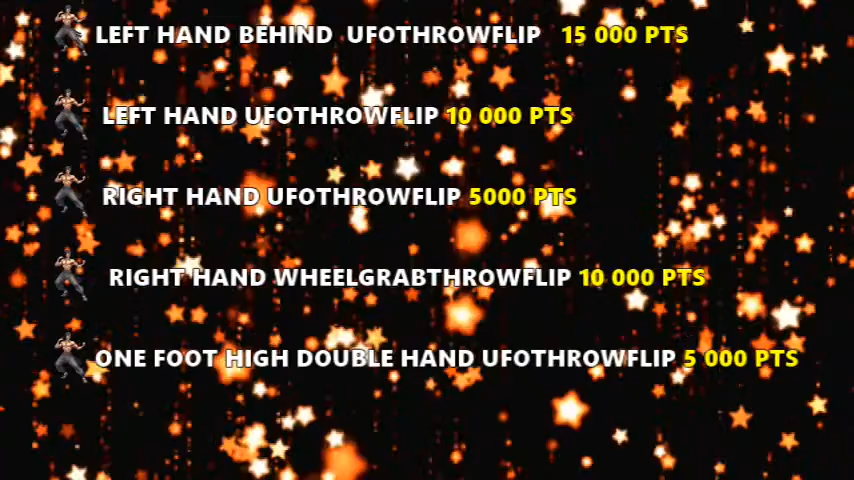 LEFT HAND BEHIND UFOTHROWFLIP 15 000 PTS
LEFT HAND UFOTHROWFLIP 10 000 PTS
RIGHT HAND UFOTHROWFLIP 5000 PTS
RIGHT HAND WHEELGRABTHROWFLIP 10 000 PTS
ONE FOOT HIGH DOUBLE HAND UFOTHROWFLIP 5 000 PTS